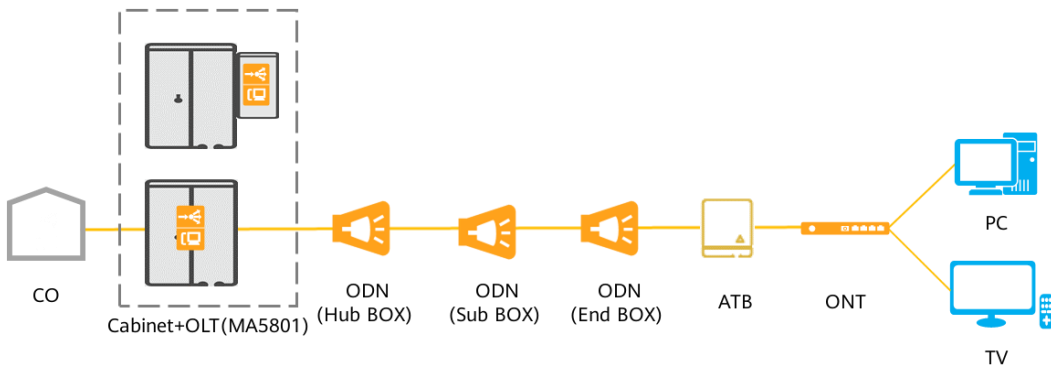 CO
Cabinet+OLT(MA5801)
ODN
(Hub BOX)
ODN
(Sub BOX)
ODN
(End BOX)
ATB
ONT
PC
TV